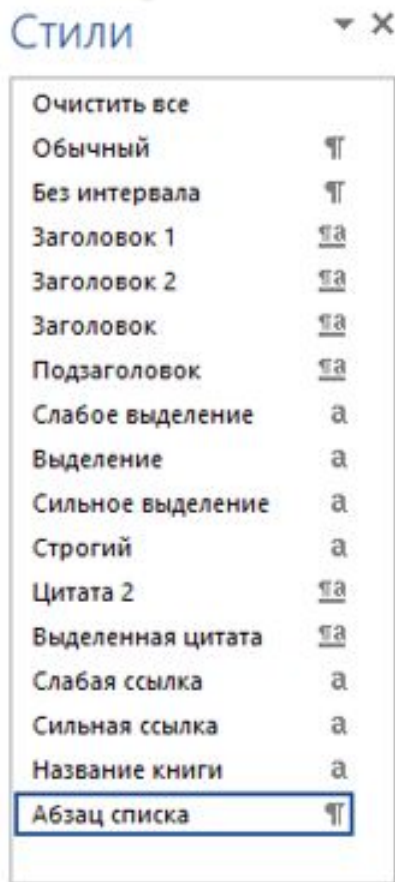 Стили
Очистить все
Обычный ¶
Без интервала ¶
Заголовок 1 ¶a
Заголовок 2 ¶a
Заголовок ¶a
Подзаголовок ¶a
Слабое выделение a
Выделение a
Сильное выделение a
Строгий a
Цитата 2 ¶a
Выделенная цитата ¶a
Слабая ссылка a
Сильная ссылка a
Название книги a
Абзац списка ¶